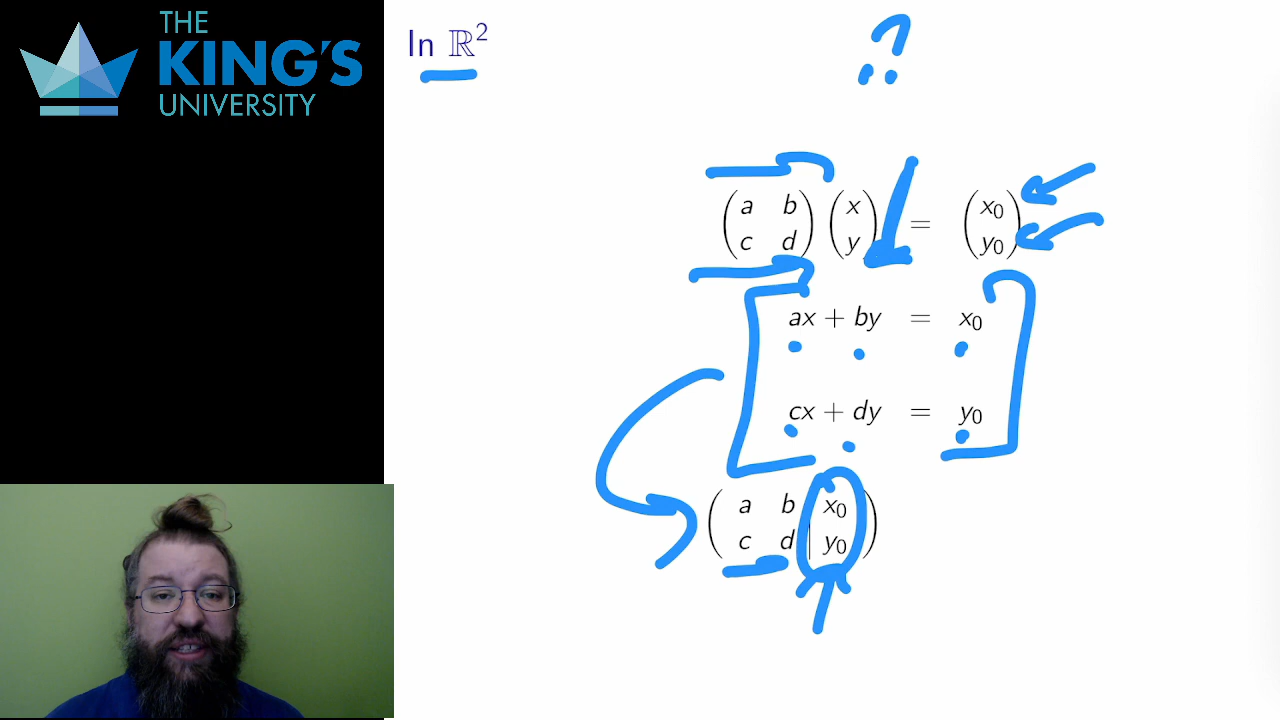 THE
KING'S
UNIVERSITY
In ℝ²
?
(a b) (x) = (x₀)
(c d) (y) (y₀)
ax + by = x₀
cx + dy = y₀
(a b | x₀)
(c d | y₀)